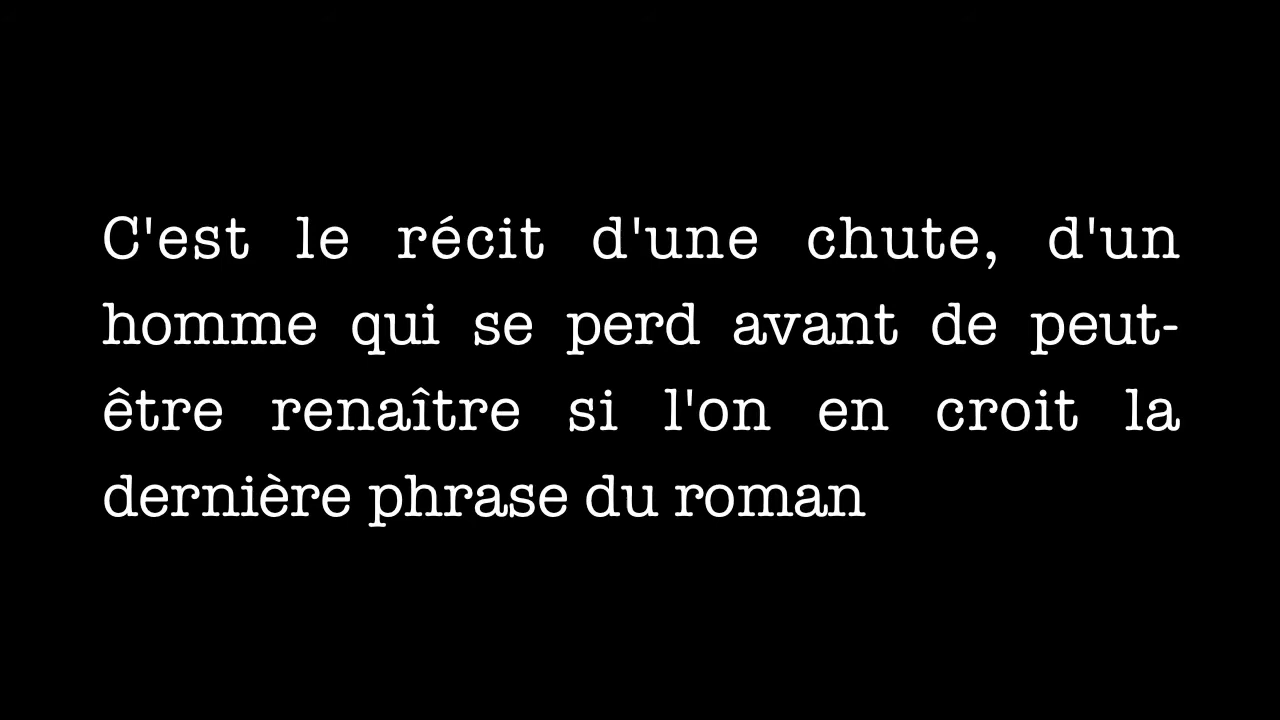 C'est le récit d'une chute, d'un
homme qui se perd avant de peut-
être renaître si l'on en croit la
dernière phrase du roman